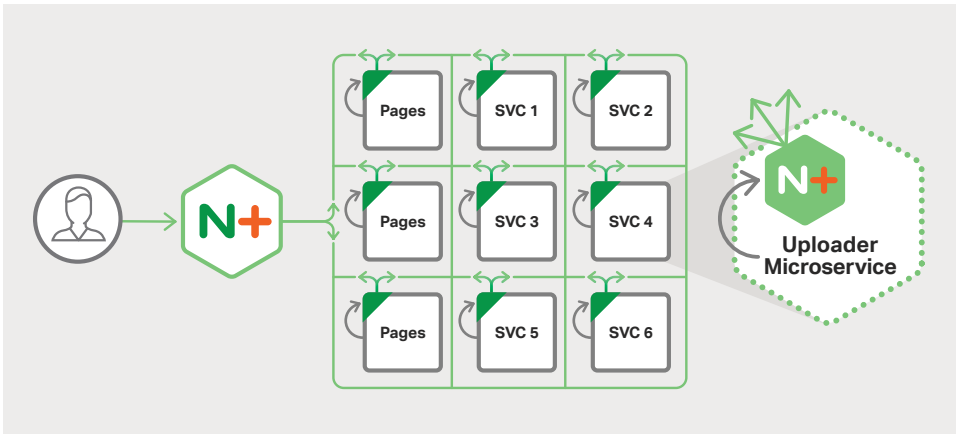 N+
Pages
SVC 1
SVC 2
Pages
SVC 3
SVC 4
Pages
SVC 5
SVC 6
N+
Uploader
Microservice